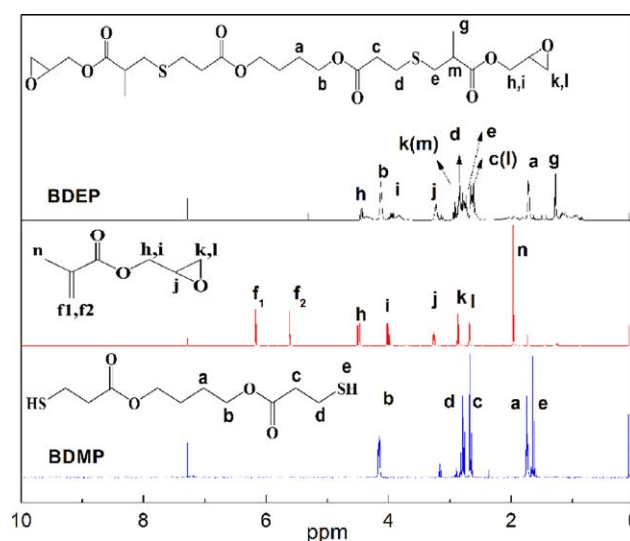 g
O
O
a
c
O
O
S
O
O
S
O
O
b
d
e
m
O
O
h,i
k,l
O
O
e
d
k(m)
c(l)
b
a
g
BDEP
h
i
j
n
O
h,i
k,l
n
O
j
O
f1,f2
f₁
f₂
h
i
j
k
l
O
a
c
e
HS
O
O
SH
b
b
d
d
c
a
e
O
BDMP
10
8
6
4
2
0
ppm